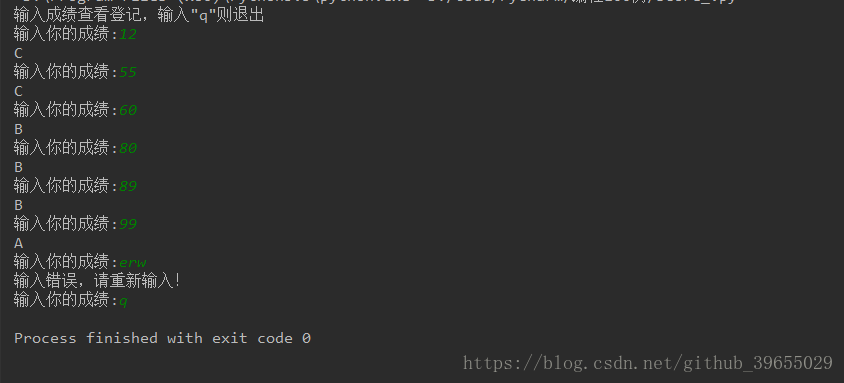 输入成绩查看登记，输入"q"则退出
输入你的成绩:12
C
输入你的成绩:55
C
输入你的成绩:60
B
输入你的成绩:80
B
输入你的成绩:89
B
输入你的成绩:99
A
输入你的成绩:erw
输入错误，请重新输入!
输入你的成绩:q
Process finished with exit code 0
https://blog.csdn.net/github_39655029